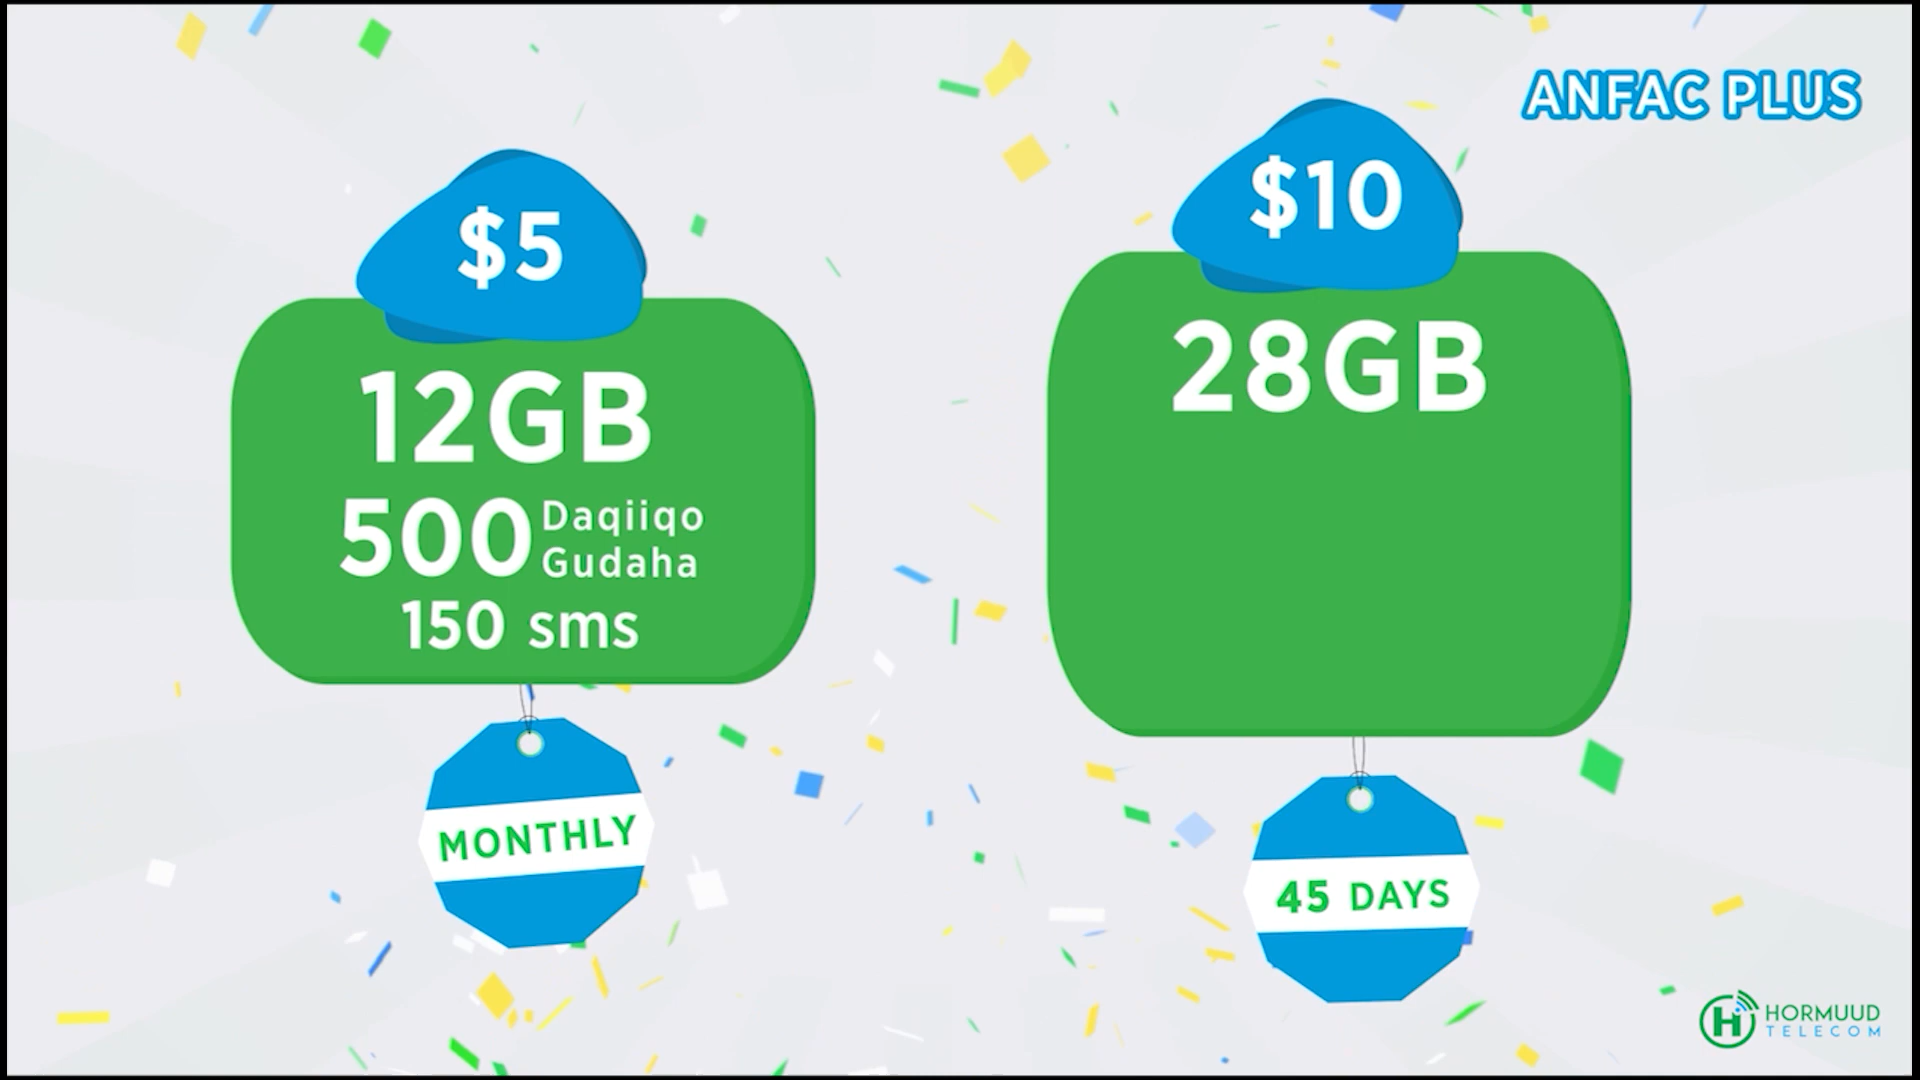 ANFAC PLUS
$5
12GB
500 Daqiiqo
Gudaha
150 sms
MONTHLY
$10
28GB
45 DAYS
HORMUUD
TELECOM